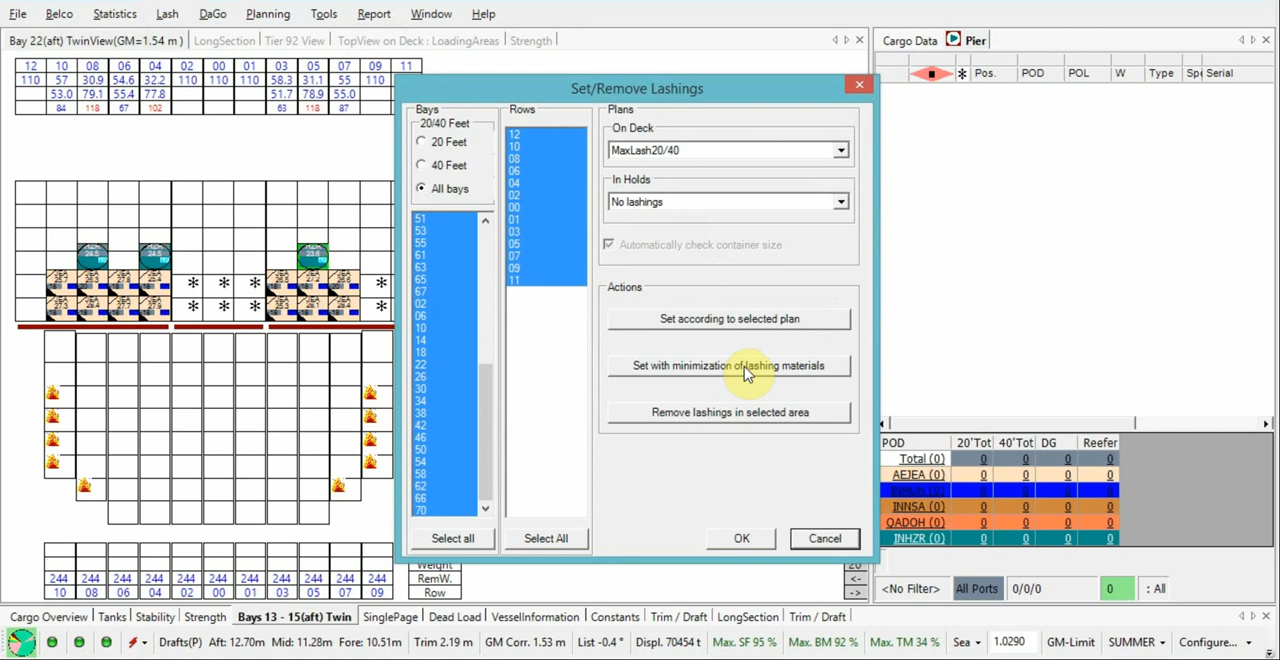 File Belco Statistics Lash DaGo Planning Tools Report Window Help
Bay 22(aft) TwinView(GM=1.54 m ) LongSection Tier 92 View TopView on Deck : LoadingAreas Strength
Cargo Data Pier
12 10 08 06 04 02 00 01 03 05 07 09 11
110 57 30.9 54.6 32.2 110 110 110 58.3 31.1 55 110
53.0 79.1 55.4 77.8 51.7 78.9 55.0
84 118 67 102 63 118 87
Pos. POD POL W Type Spe Serial
Set/Remove Lashings
Bays
20/40 Feet
20 Feet
40 Feet
All bays
51
53
55
61
63
65
67
02
06
10
14
18
22
26
30
34
38
42
46
50
54
58
62
66
70
Select all
Rows
12
10
08
06
04
02
00
01
03
05
07
09
11
Select All
Plans
On Deck
MaxLash20/40
In Holds
No lashings
Automatically check container size
Actions
Set according to selected plan
Set with minimization of lashing materials
Remove lashings in selected area
OK Cancel
24.5 24.5 23.6
POD 20'Tot 40'Tot DG Reefer
Total (0) 0 0 0 0
AEJEA (0) 0 0 0 0
INNSA (0) 0 0 0 0
QADOH (0) 0 0 0 0
INHZR (0) 0 0 0 0
<No Filter> All Ports 0/0/0 0 : All
Weight 20
244 244 244 244 244 244 244 244 244 244 244 RemW. <-
10 08 06 04 02 00 01 03 05 07 09 Row ->
Cargo Overview Tanks Stability Strength Bays 13 - 15(aft) Twin SinglePage Dead Load VesselInformation Constants Trim / Draft LongSection Trim / Draft
Drafts(P) Aft: 12.70m Mid: 11.28m Fore: 10.51m Trim 2.19 m GM Corr. 1.53 m List -0.4 ° Displ. 70454 t Max. SF 95 % Max. BM 92 % Max. TM 34 % Sea 1.0290 GM-Limit SUMMER Configure...